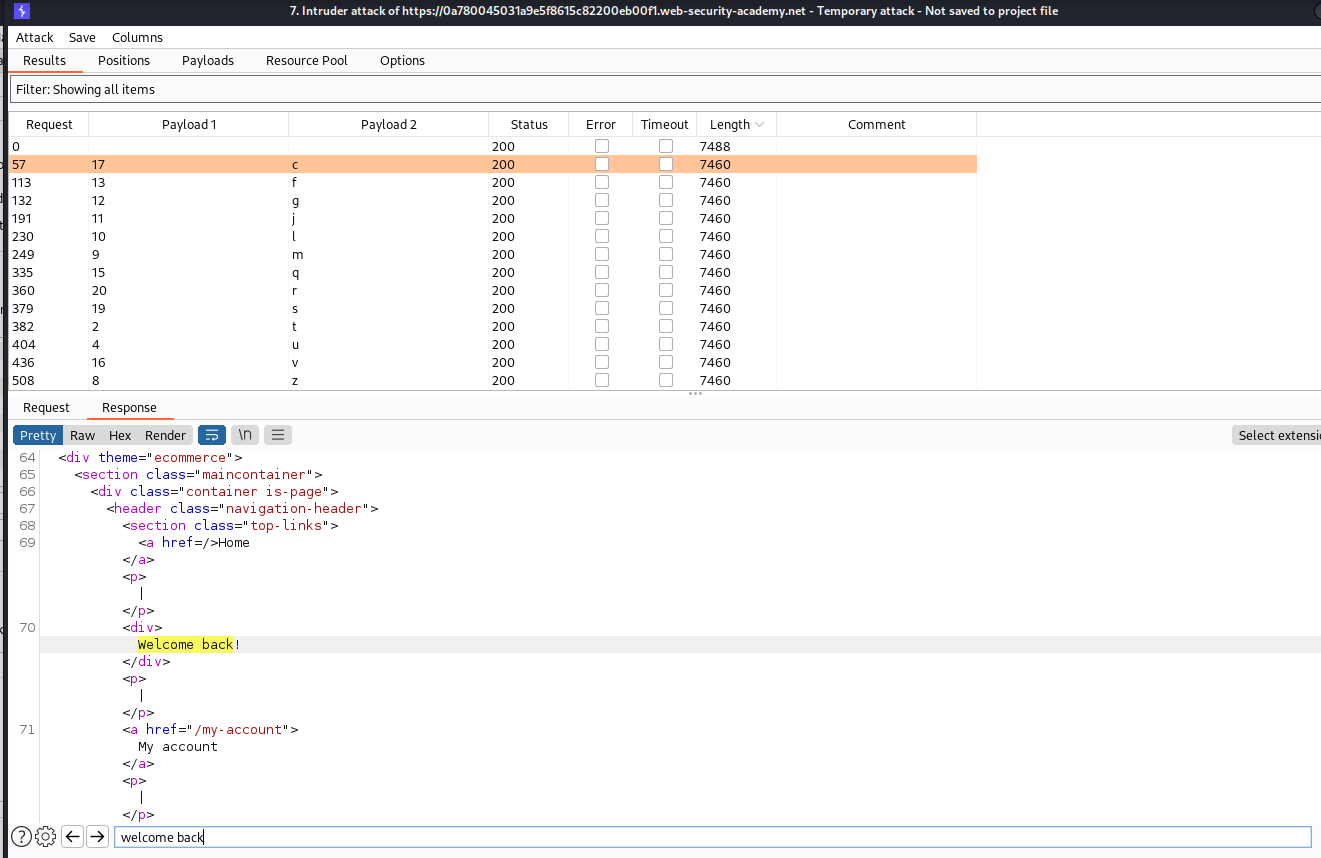 7. Intruder attack of https://0a780045031a9e5f8615c82200eb00f1.web-security-academy.net - Temporary attack - Not saved to project file
Attack Save Columns
Results Positions Payloads Resource Pool Options
Filter: Showing all items
Request Payload 1 Payload 2 Status Error Timeout Length Comment
0 200 7488
57 17 c 200 7460
113 13 f 200 7460
132 12 g 200 7460
191 11 j 200 7460
230 10 l 200 7460
249 9 m 200 7460
335 15 q 200 7460
360 20 r 200 7460
379 19 s 200 7460
382 2 t 200 7460
404 4 u 200 7460
436 16 v 200 7460
508 8 z 200 7460
Request Response
Pretty Raw Hex Render \n
Select extensi
64 <div theme="ecommerce">
65 <section class="maincontainer">
66 <div class="container is-page">
67 <header class="navigation-header">
68 <section class="top-links">
69 <a href=/>Home
</a>
<p>
|
</p>
70 <div>
Welcome back!
</div>
<p>
|
</p>
71 <a href="/my-account">
My account
</a>
<p>
|
</p>
? welcome back